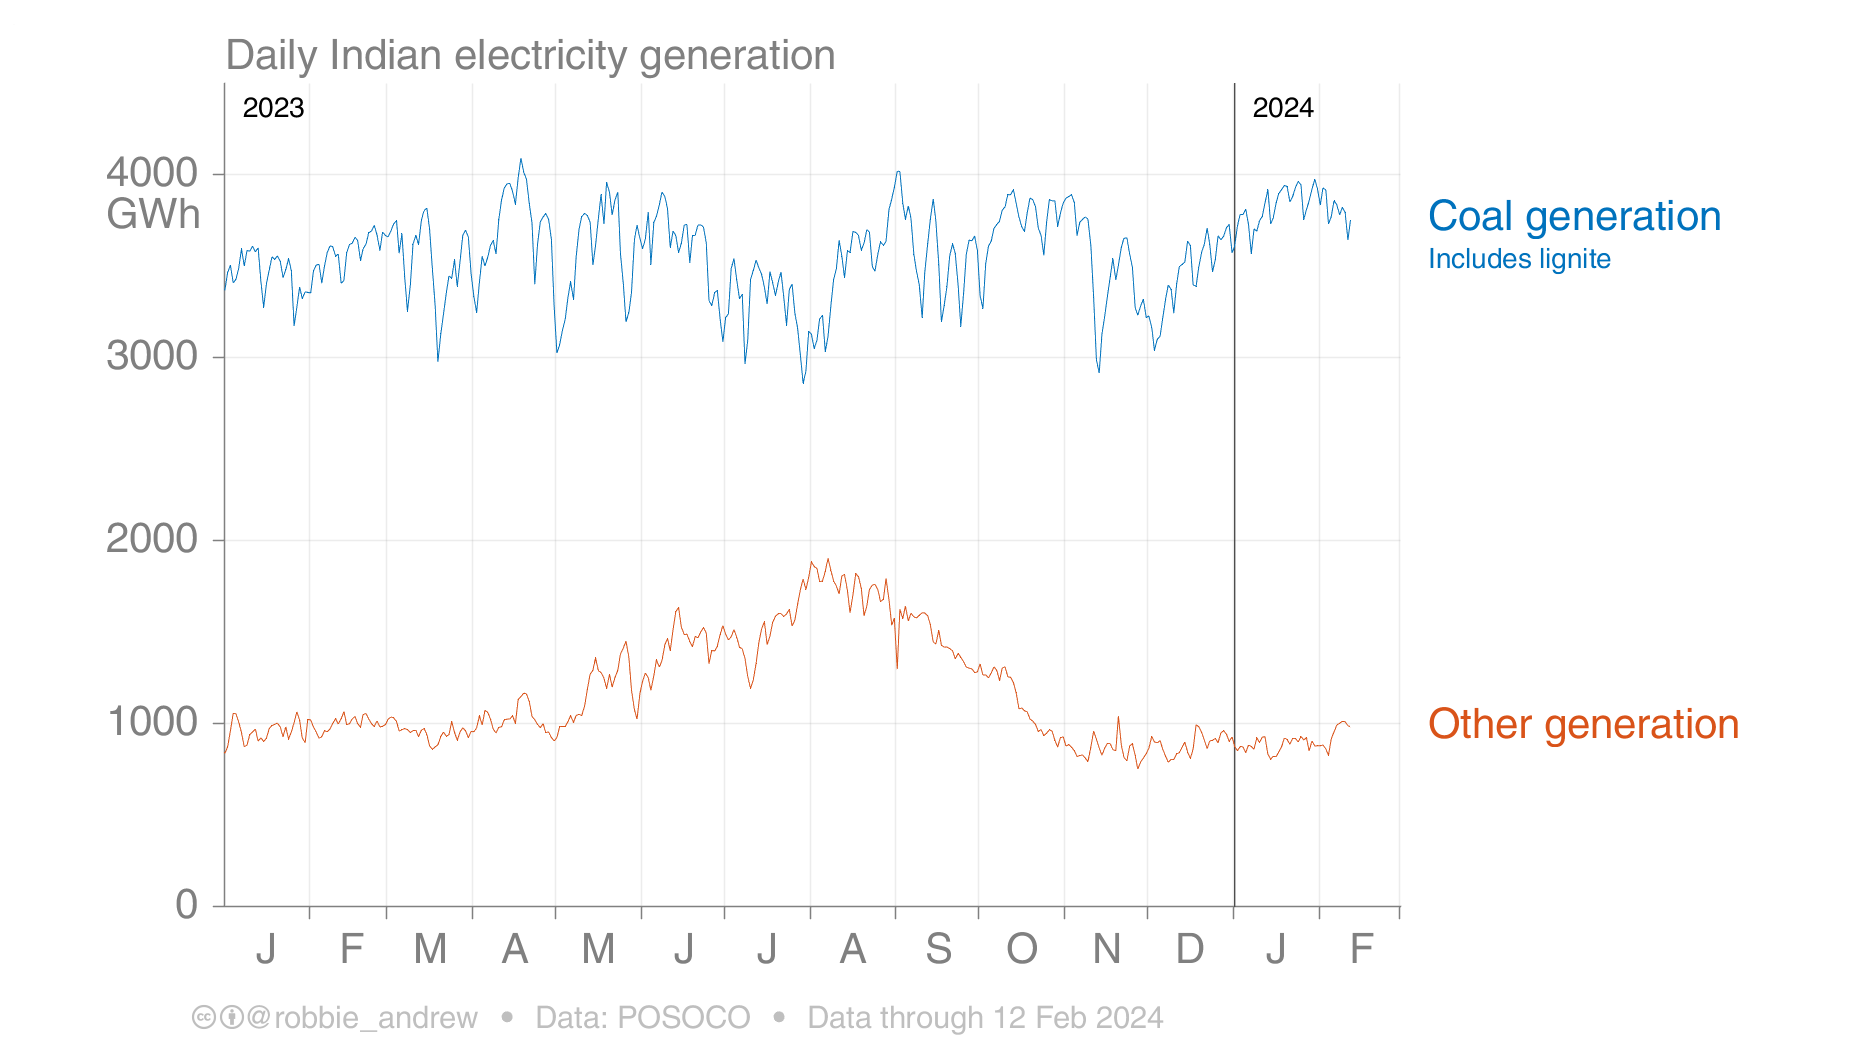 Daily Indian electricity generation
2023
2024
4000
GWh
3000
2000
1000
0
Coal generation
Includes lignite
Other generation
J F M A M J J A S O N D J F
cc @robbie_andrew • Data: POSOCO • Data through 12 Feb 2024